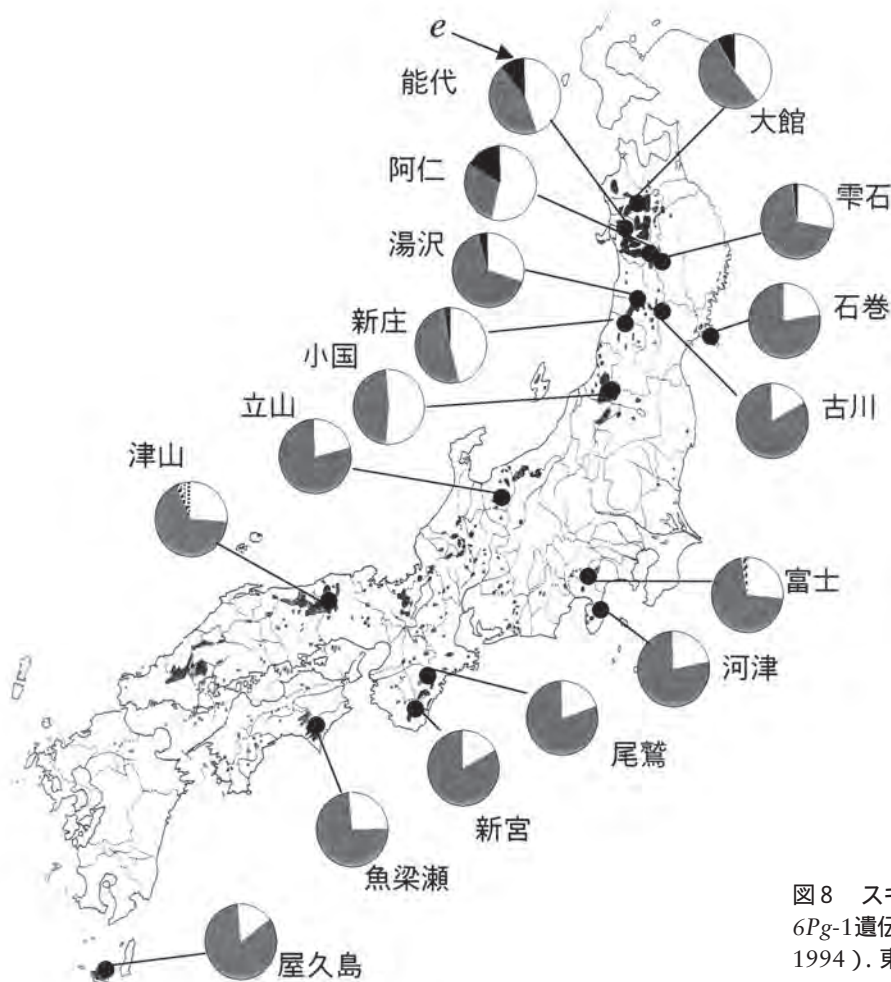 e
能代
大館
阿仁
雫石
湯沢
石巻
新庄
小国
古川
立山
津山
富士
河津
尾鷲
新宮
魚梁瀬
屋久島
図8　スキ
6Pg-1遺伝
1994 ). 東